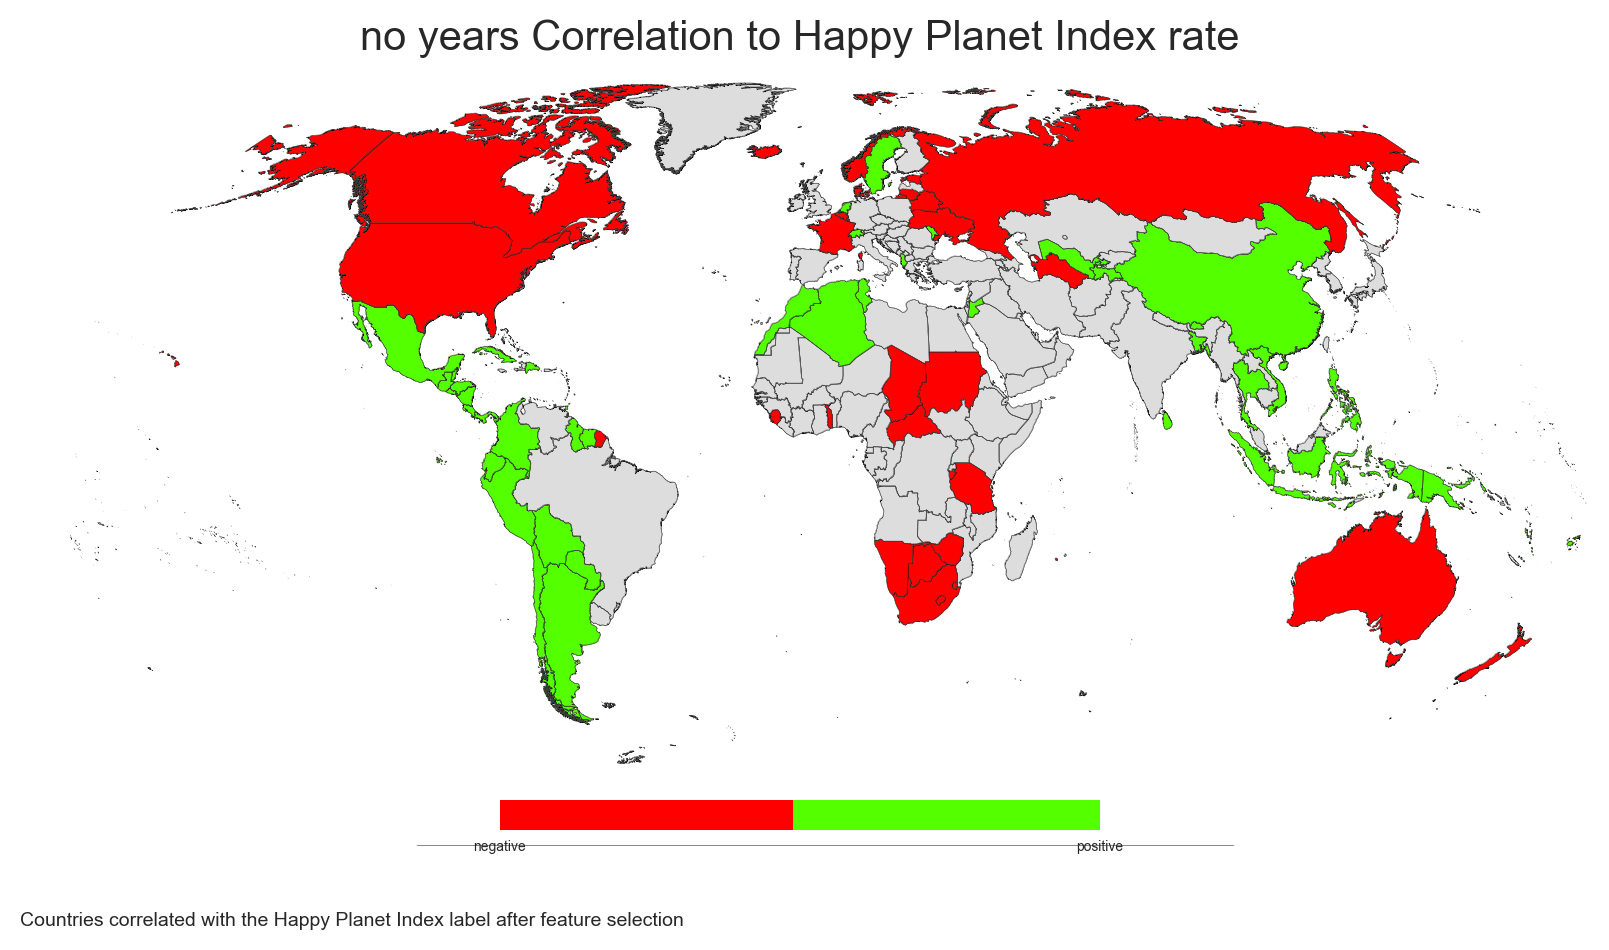 no years Correlation to Happy Planet Index rate
negative
positive
Countries correlated with the Happy Planet Index label after feature selection